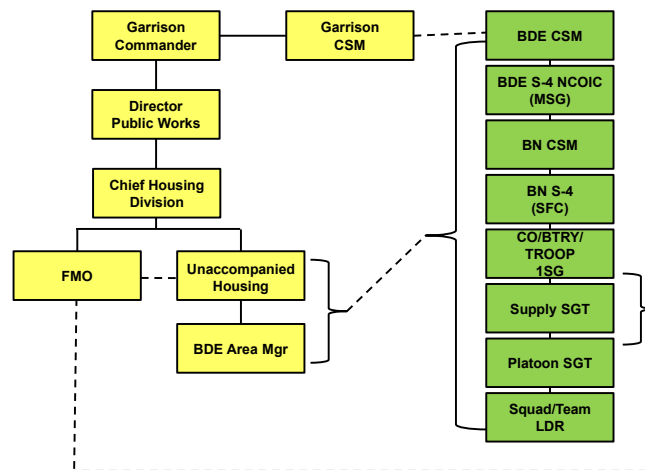 Garrison
Commander
Garrison
CSM
BDE CSM
BDE S-4 NCOIC
(MSG)
Director
Public Works
BN CSM
Chief Housing
Division
BN S-4
(SFC)
CO/BTRY/
TROOP
1SG
FMO
Unaccompanied
Housing
Supply SGT
BDE Area Mgr
Platoon SGT
Squad/Team
LDR